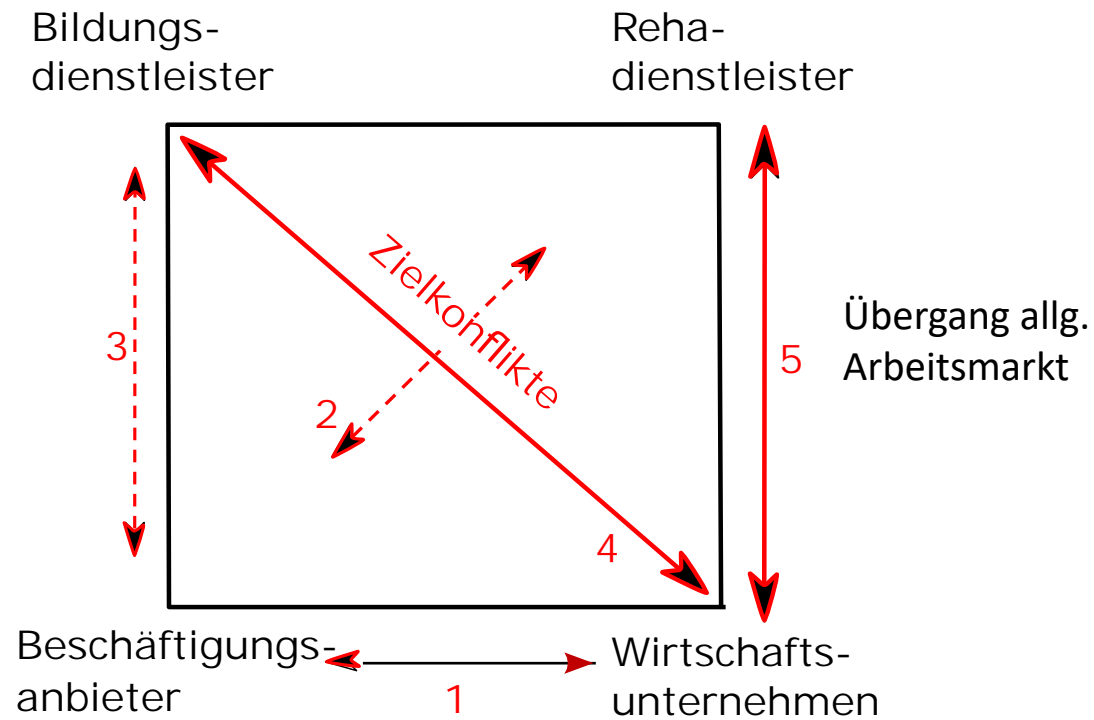 Bildungs-
dienstleister
Reha-
dienstleister
Zielkonflikte
3
2
4
5
Übergang allg.
Arbeitsmarkt
Beschäftigungs-
anbieter
1
Wirtschafts-
unternehmen